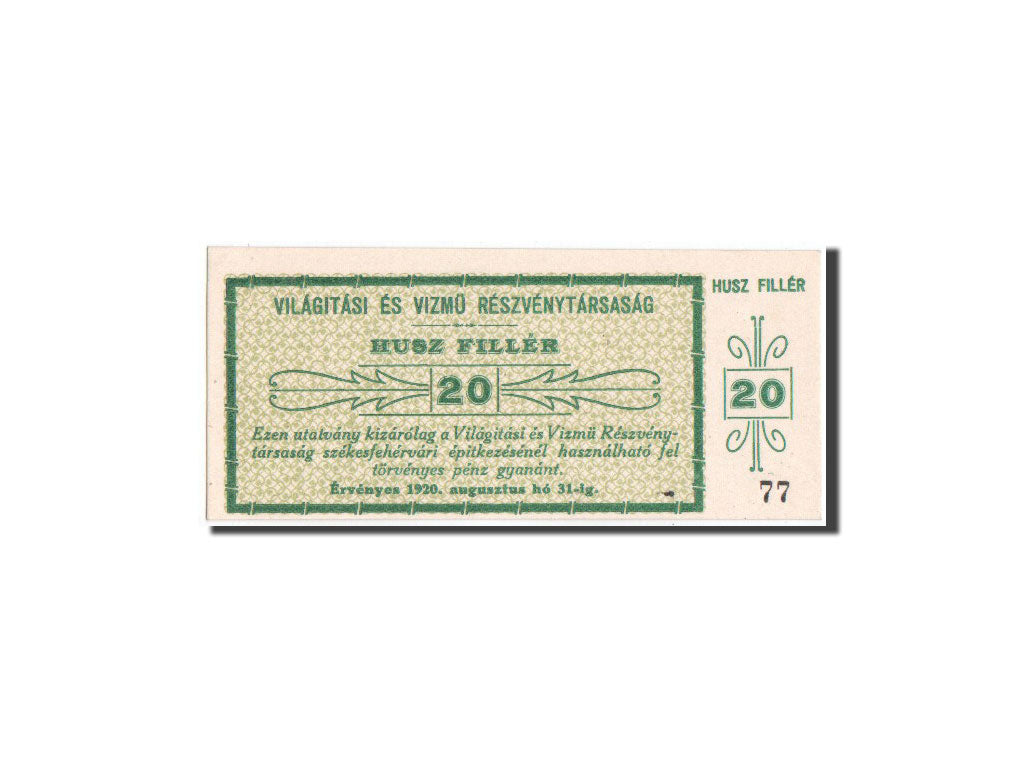 VILÁGITÁSI ÉS VIZMÜ RÉSZVÉNYTÁRSASÁG
HUSZ FILLÉR
20
Ezen utalvány kizárólag a Világitási és Vizmü Részvény-
társaság székesfehérvári épitkezésénél használható fel
törvényes pénz gyanánt.
Érvényes 1920. augusztus hó 31-ig.
HUSZ FILLÉR
20
77